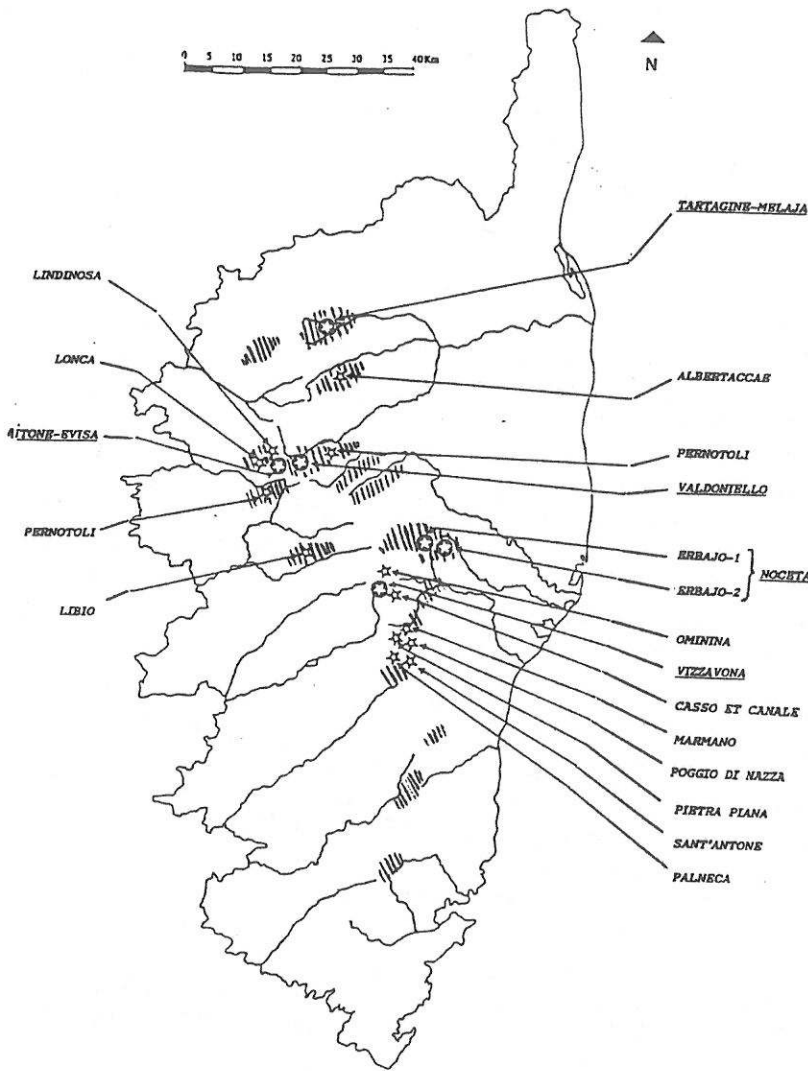 0 5 10 15 20 25 30 35 40Km
N
TARTAGINE-MELAJA
LINDINOSA
LONCA
ALBERTACCAE
AITONE-EVISA
PERNOTOLI
VALDONIELLO
PERNOTOLI
ERBAJO-1
NOCETA
ERBAJO-2
LIBIO
OMININA
VIZZAVONA
CASSO ET CANALE
MARMANO
POGGIO DI NAZZA
PIETRA PIANA
SANT'ANTONE
PALNECA